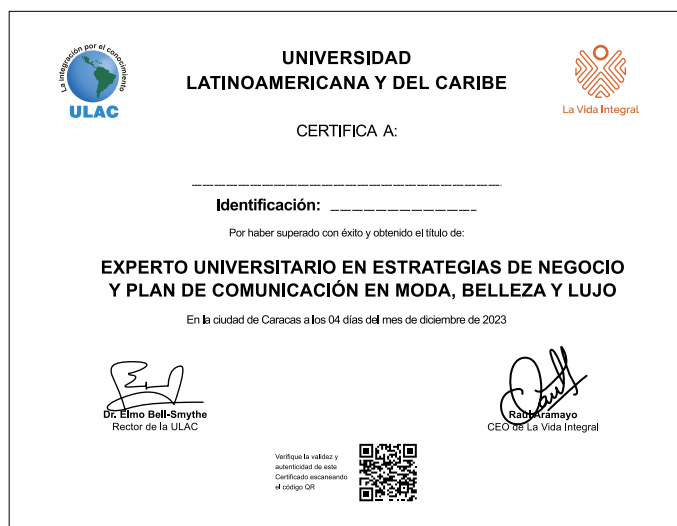 La integración por el conocimiento
ULAC
UNIVERSIDAD
LATINOAMERICANA Y DEL CARIBE
La Vida Integral
CERTIFICA A:
Identificación:
Por haber superado con éxito y obtenido el título de:
EXPERTO UNIVERSITARIO EN ESTRATEGIAS DE NEGOCIO
Y PLAN DE COMUNICACIÓN EN MODA, BELLEZA Y LUJO
En la ciudad de Caracas a los 04 días del mes de diciembre de 2023
Dr. Elmo Bell-Smythe
Rector de la ULAC
Raúl Aramayo
CEO de La Vida Integral
Verifique la validez y
autenticidad de este
Certificado escaneando
el código QR